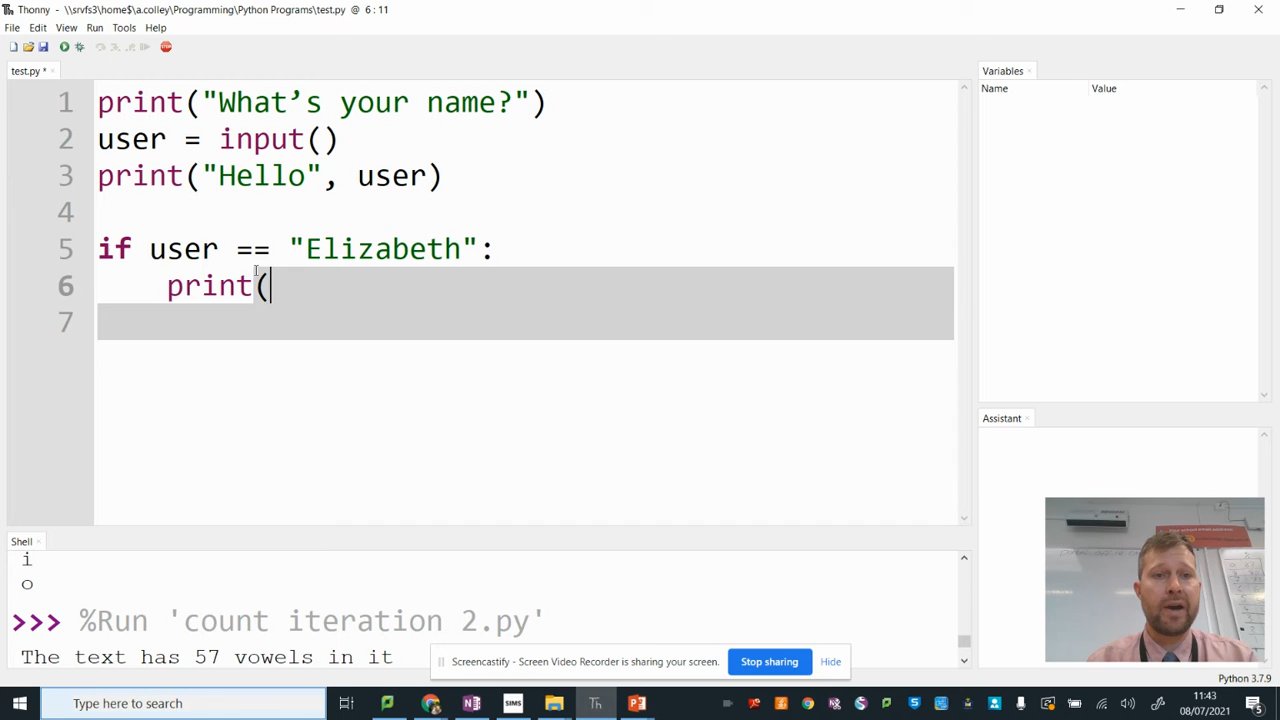 Thonny - \\srvfs3\home$\a.colley\Programming\Python Programs\test.py @ 6 : 11
File Edit View Run Tools Help
test.py *
1 print("What’s your name?")
2 user = input()
3 print("Hello", user)
4
5 if user == "Elizabeth":
6 print(
7
Variables
Name Value
Assistant
Shell
i
o
>>> %Run 'count iteration 2.py'
The text has 57 vowels in it
Screencastify - Screen Video Recorder is sharing your screen. Stop sharing Hide
Python 3.7.9
Type here to search
SIMS
Th
11:43
08/07/2021
5